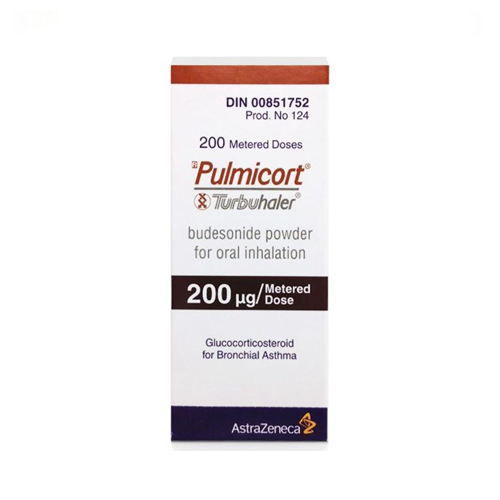 DIN 00851752
Prod. No 124
200 Metered Doses
Pulmicort®
Turbuhaler®
budesonide powder
for oral inhalation
200 µg/Metered Dose
Glucocorticosteroid
for Bronchial Asthma
AstraZeneca